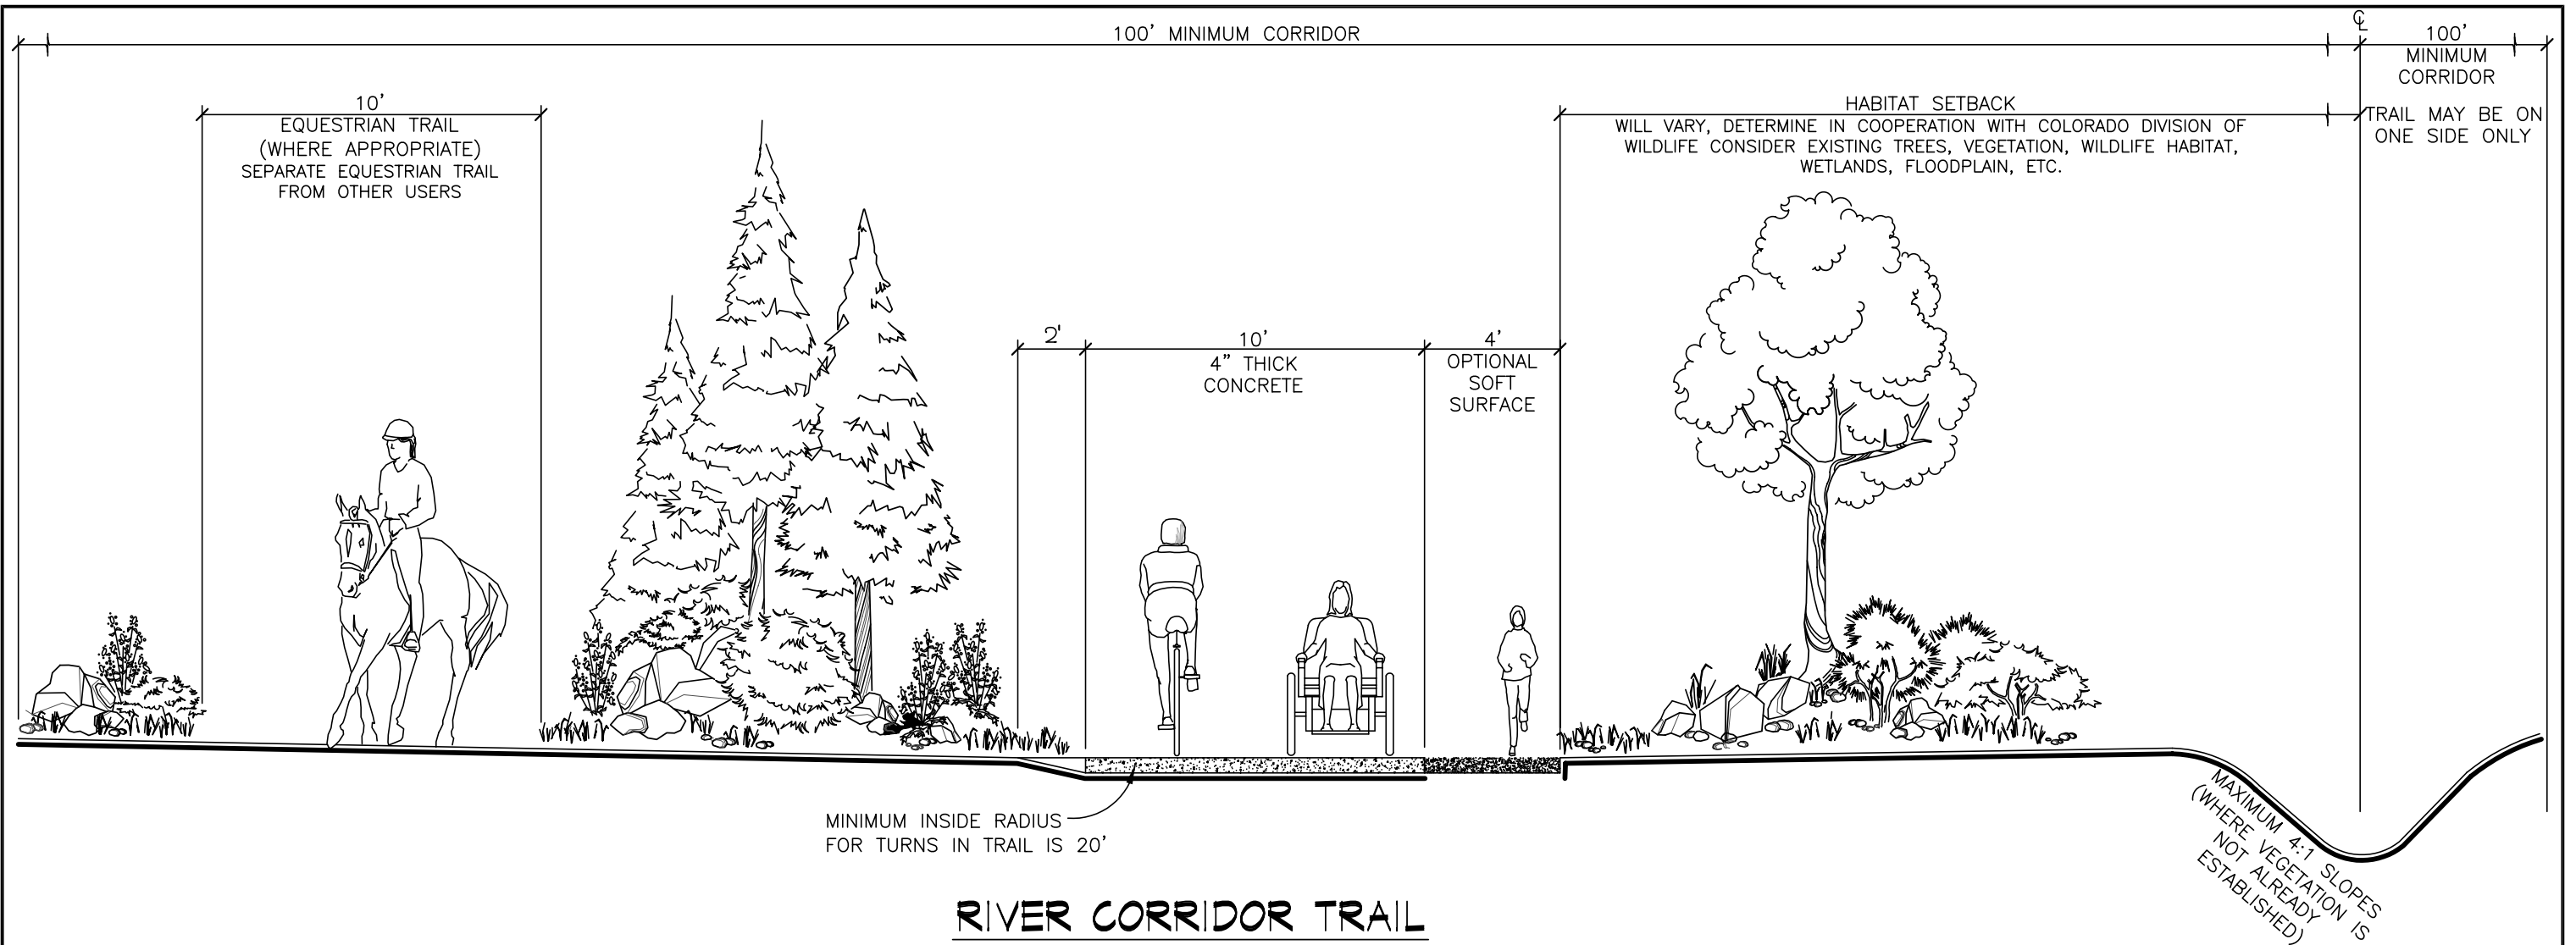 100' MINIMUM CORRIDOR
℄
100'
MINIMUM
CORRIDOR
TRAIL MAY BE ON
ONE SIDE ONLY
10'
EQUESTRIAN TRAIL
(WHERE APPROPRIATE)
SEPARATE EQUESTRIAN TRAIL
FROM OTHER USERS
HABITAT SETBACK
WILL VARY, DETERMINE IN COOPERATION WITH COLORADO DIVISION OF
WILDLIFE CONSIDER EXISTING TREES, VEGETATION, WILDLIFE HABITAT,
WETLANDS, FLOODPLAIN, ETC.
2'
10'
4" THICK
CONCRETE
4'
OPTIONAL
SOFT
SURFACE
MINIMUM INSIDE RADIUS
FOR TURNS IN TRAIL IS 20'
MAXIMUM 4:1 SLOPES
(WHERE VEGETATION IS
NOT ALREADY
ESTABLISHED)
RIVER CORRIDOR TRAIL